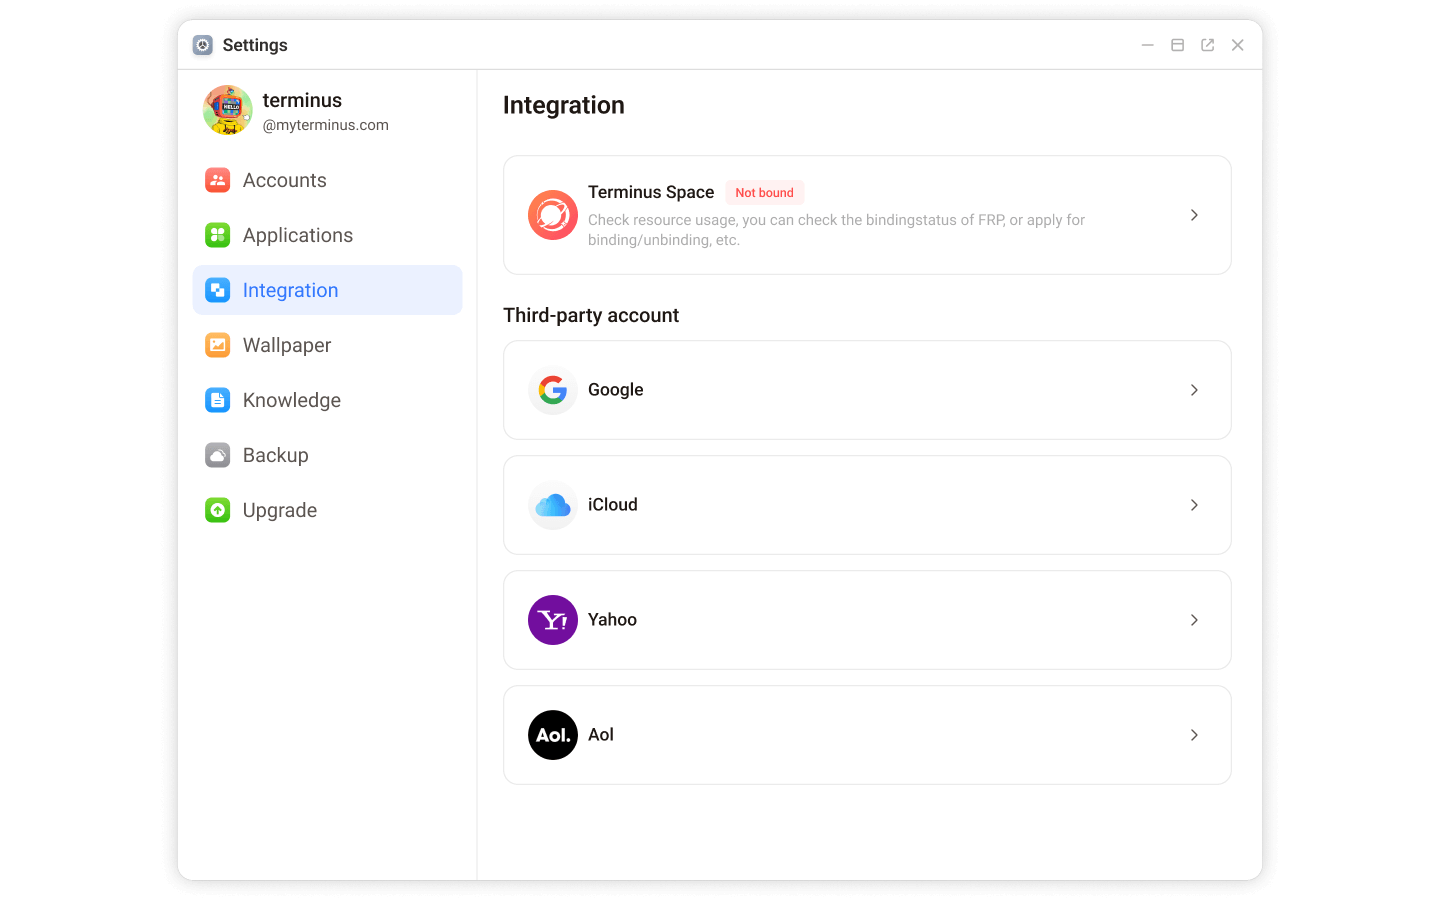 Settings
terminus
@myterminus.com
Accounts
Applications
Integration
Wallpaper
Knowledge
Backup
Upgrade
Integration
Terminus Space Not bound
Check resource usage, you can check the bindingstatus of FRP, or apply for
binding/unbinding, etc.
Third-party account
Google
iCloud
Y! Yahoo
Aol. Aol
HELLO